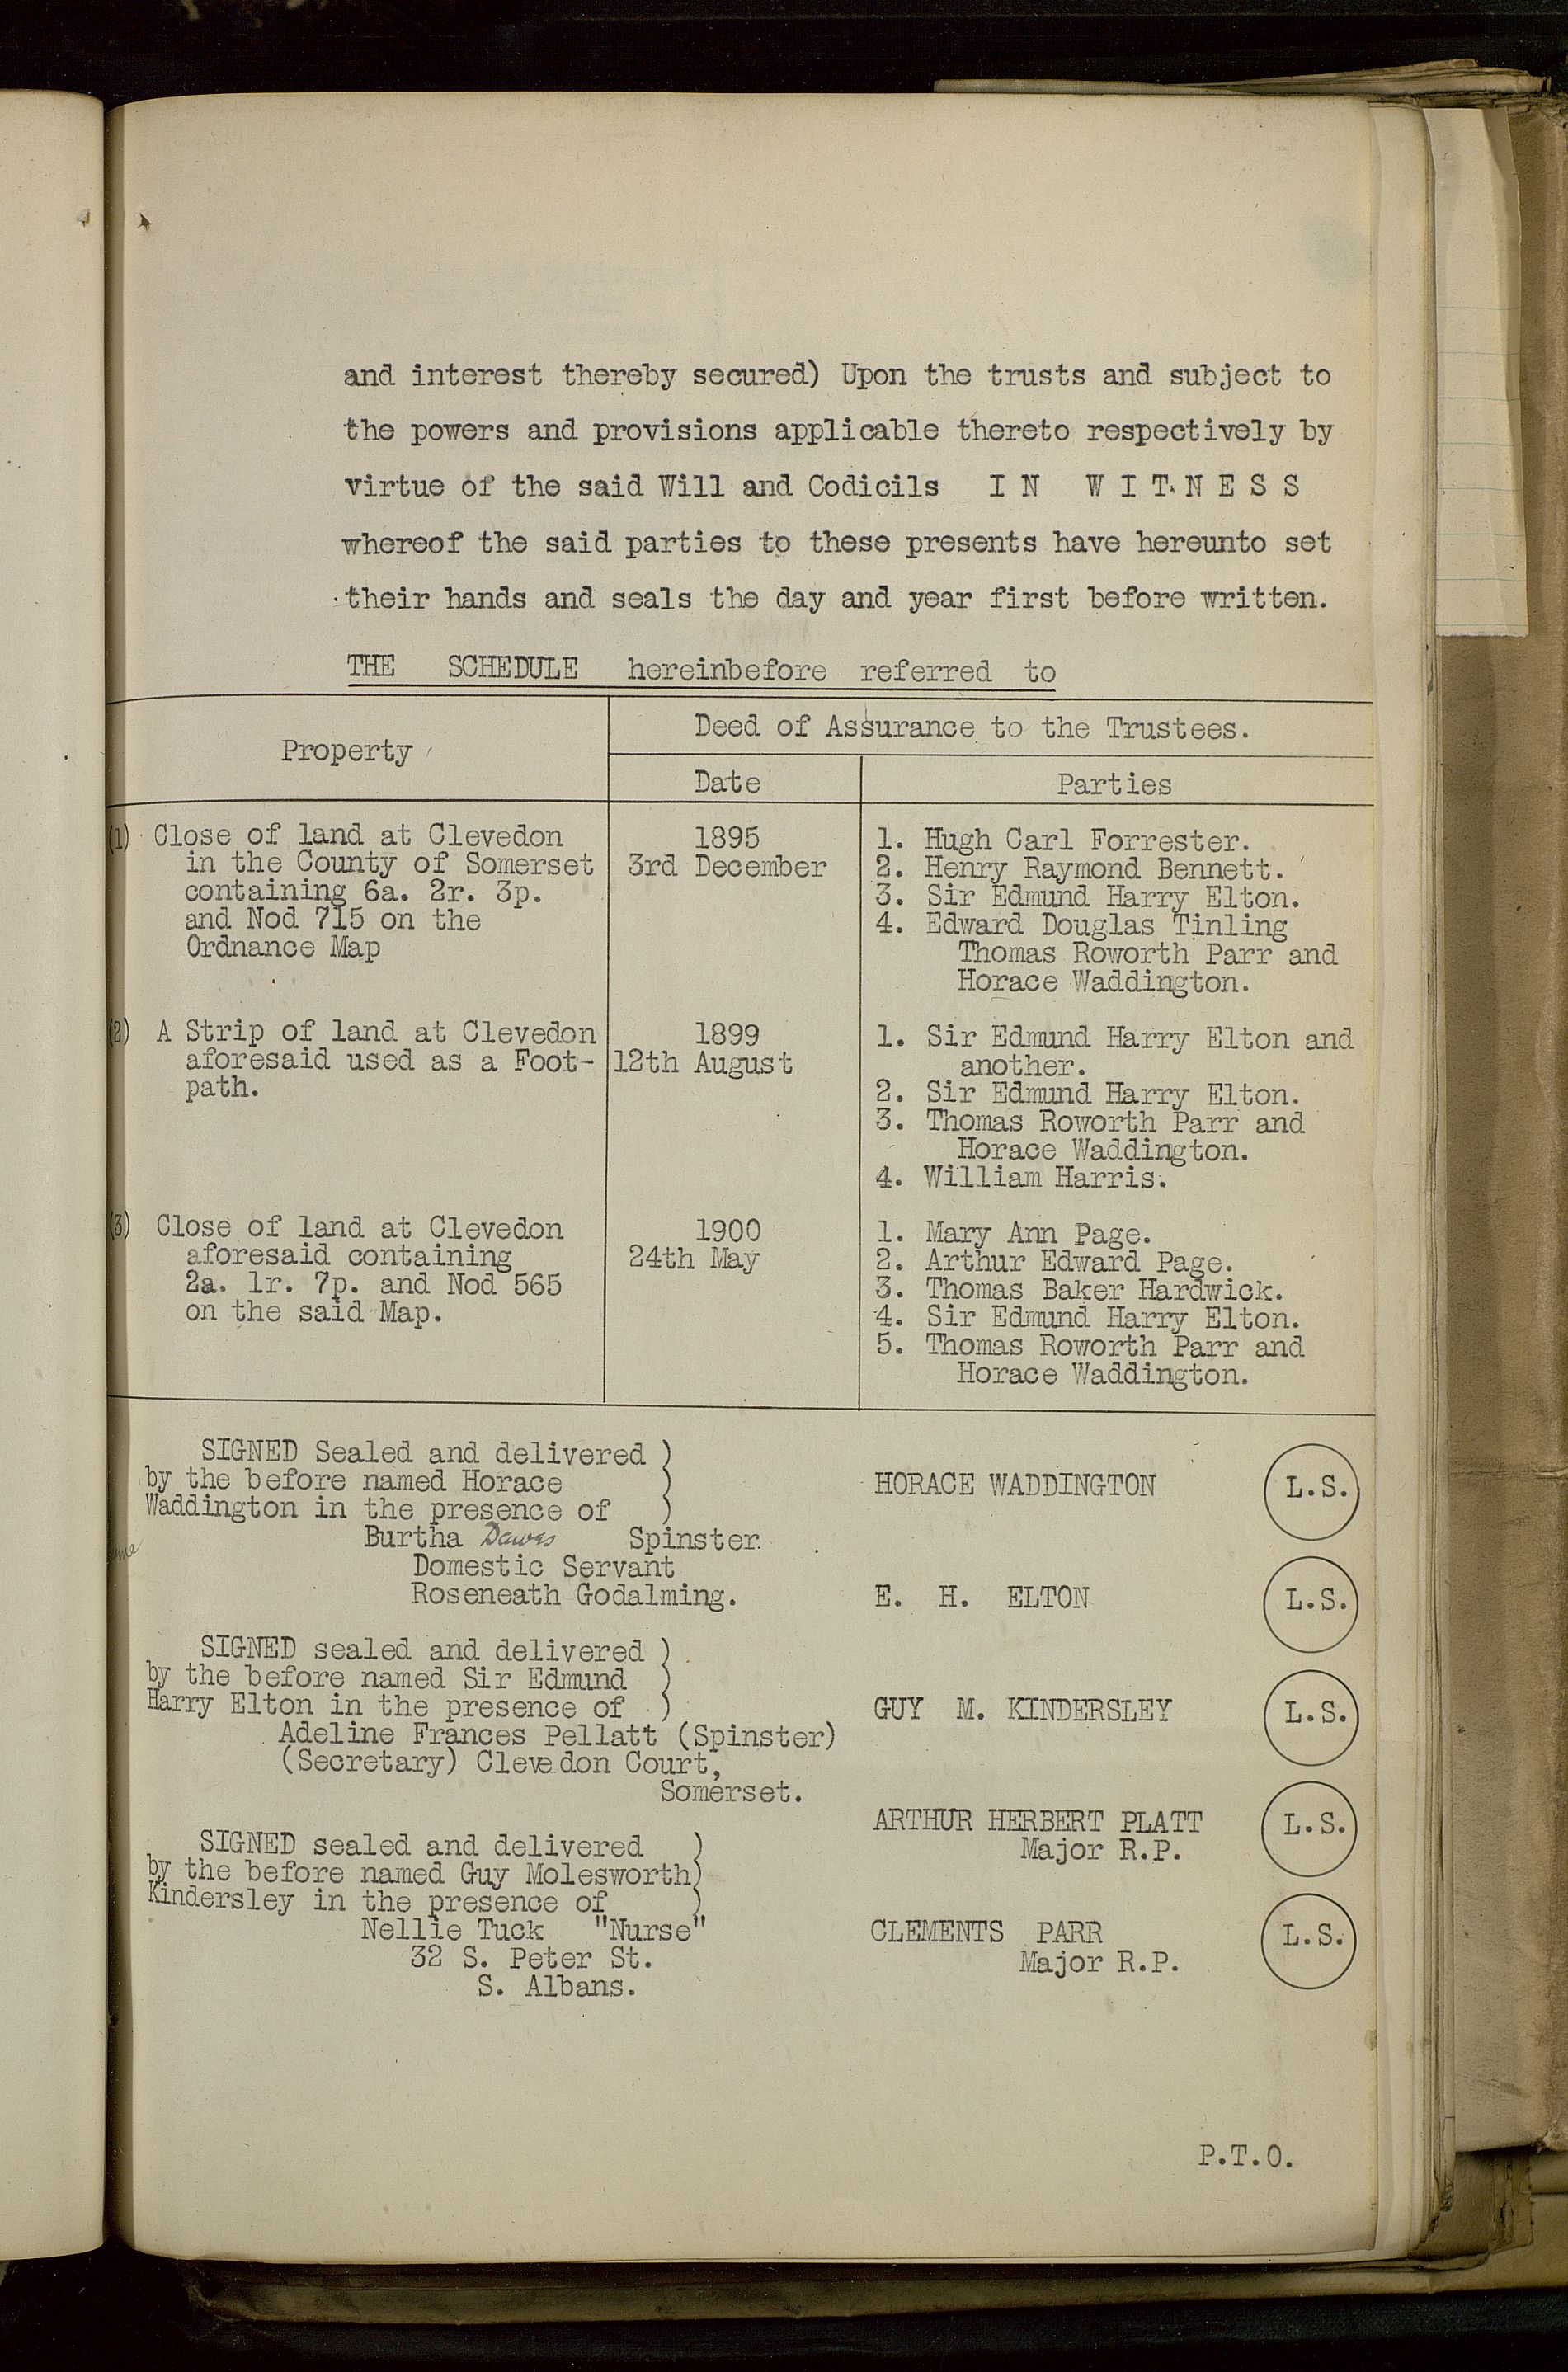 and interest thereby secured) Upon the trusts and subject to
the powers and provisions applicable thereto respectively by
virtue of the said Will and Codicils IN WITNESS
whereof the said parties to these presents have hereunto set
their hands and seals the day and year first before written.
THE SCHEDULE hereinbefore referred to
Property
Deed of Assurance to the Trustees.
Date
Parties
(1) Close of land at Clevedon
in the County of Somerset
containing 6a. 2r. 3p.
and Nod 715 on the
Ordnance Map
1895
3rd December
1. Hugh Carl Forrester.
2. Henry Raymond Bennett.
3. Sir Edmund Harry Elton.
4. Edward Douglas Tinling
Thomas Roworth Parr and
Horace Waddington.
(2) A Strip of land at Clevedon
aforesaid used as a Foot-
path.
1899
12th August
1. Sir Edmund Harry Elton and
another.
2. Sir Edmund Harry Elton.
3. Thomas Roworth Parr and
Horace Waddington.
4. William Harris.
(3) Close of land at Clevedon
aforesaid containing
2a. 1r. 7p. and Nod 565
on the said Map.
1900
24th May
1. Mary Ann Page.
2. Arthur Edward Page.
3. Thomas Baker Hardwick.
4. Sir Edmund Harry Elton.
5. Thomas Roworth Parr and
Horace Waddington.
SIGNED Sealed and delivered )
by the before named Horace )
Waddington in the presence of )
Burtha Dawes Spinster
Domestic Servant
Roseneath Godalming.
HORACE WADDINGTON L.S.
E. H. ELTON L.S.
SIGNED sealed and delivered )
by the before named Sir Edmund )
Harry Elton in the presence of )
Adeline Frances Pellatt (Spinster)
(Secretary) Clevedon Court,
Somerset.
GUY M. KINDERSLEY L.S.
ARTHUR HERBERT PLATT L.S.
Major R.P.
SIGNED sealed and delivered )
by the before named Guy Molesworth)
Kindersley in the presence of )
Nellie Tuck "Nurse"
32 S. Peter St.
S. Albans.
CLEMENTS PARR L.S.
Major R.P.
P.T.O.